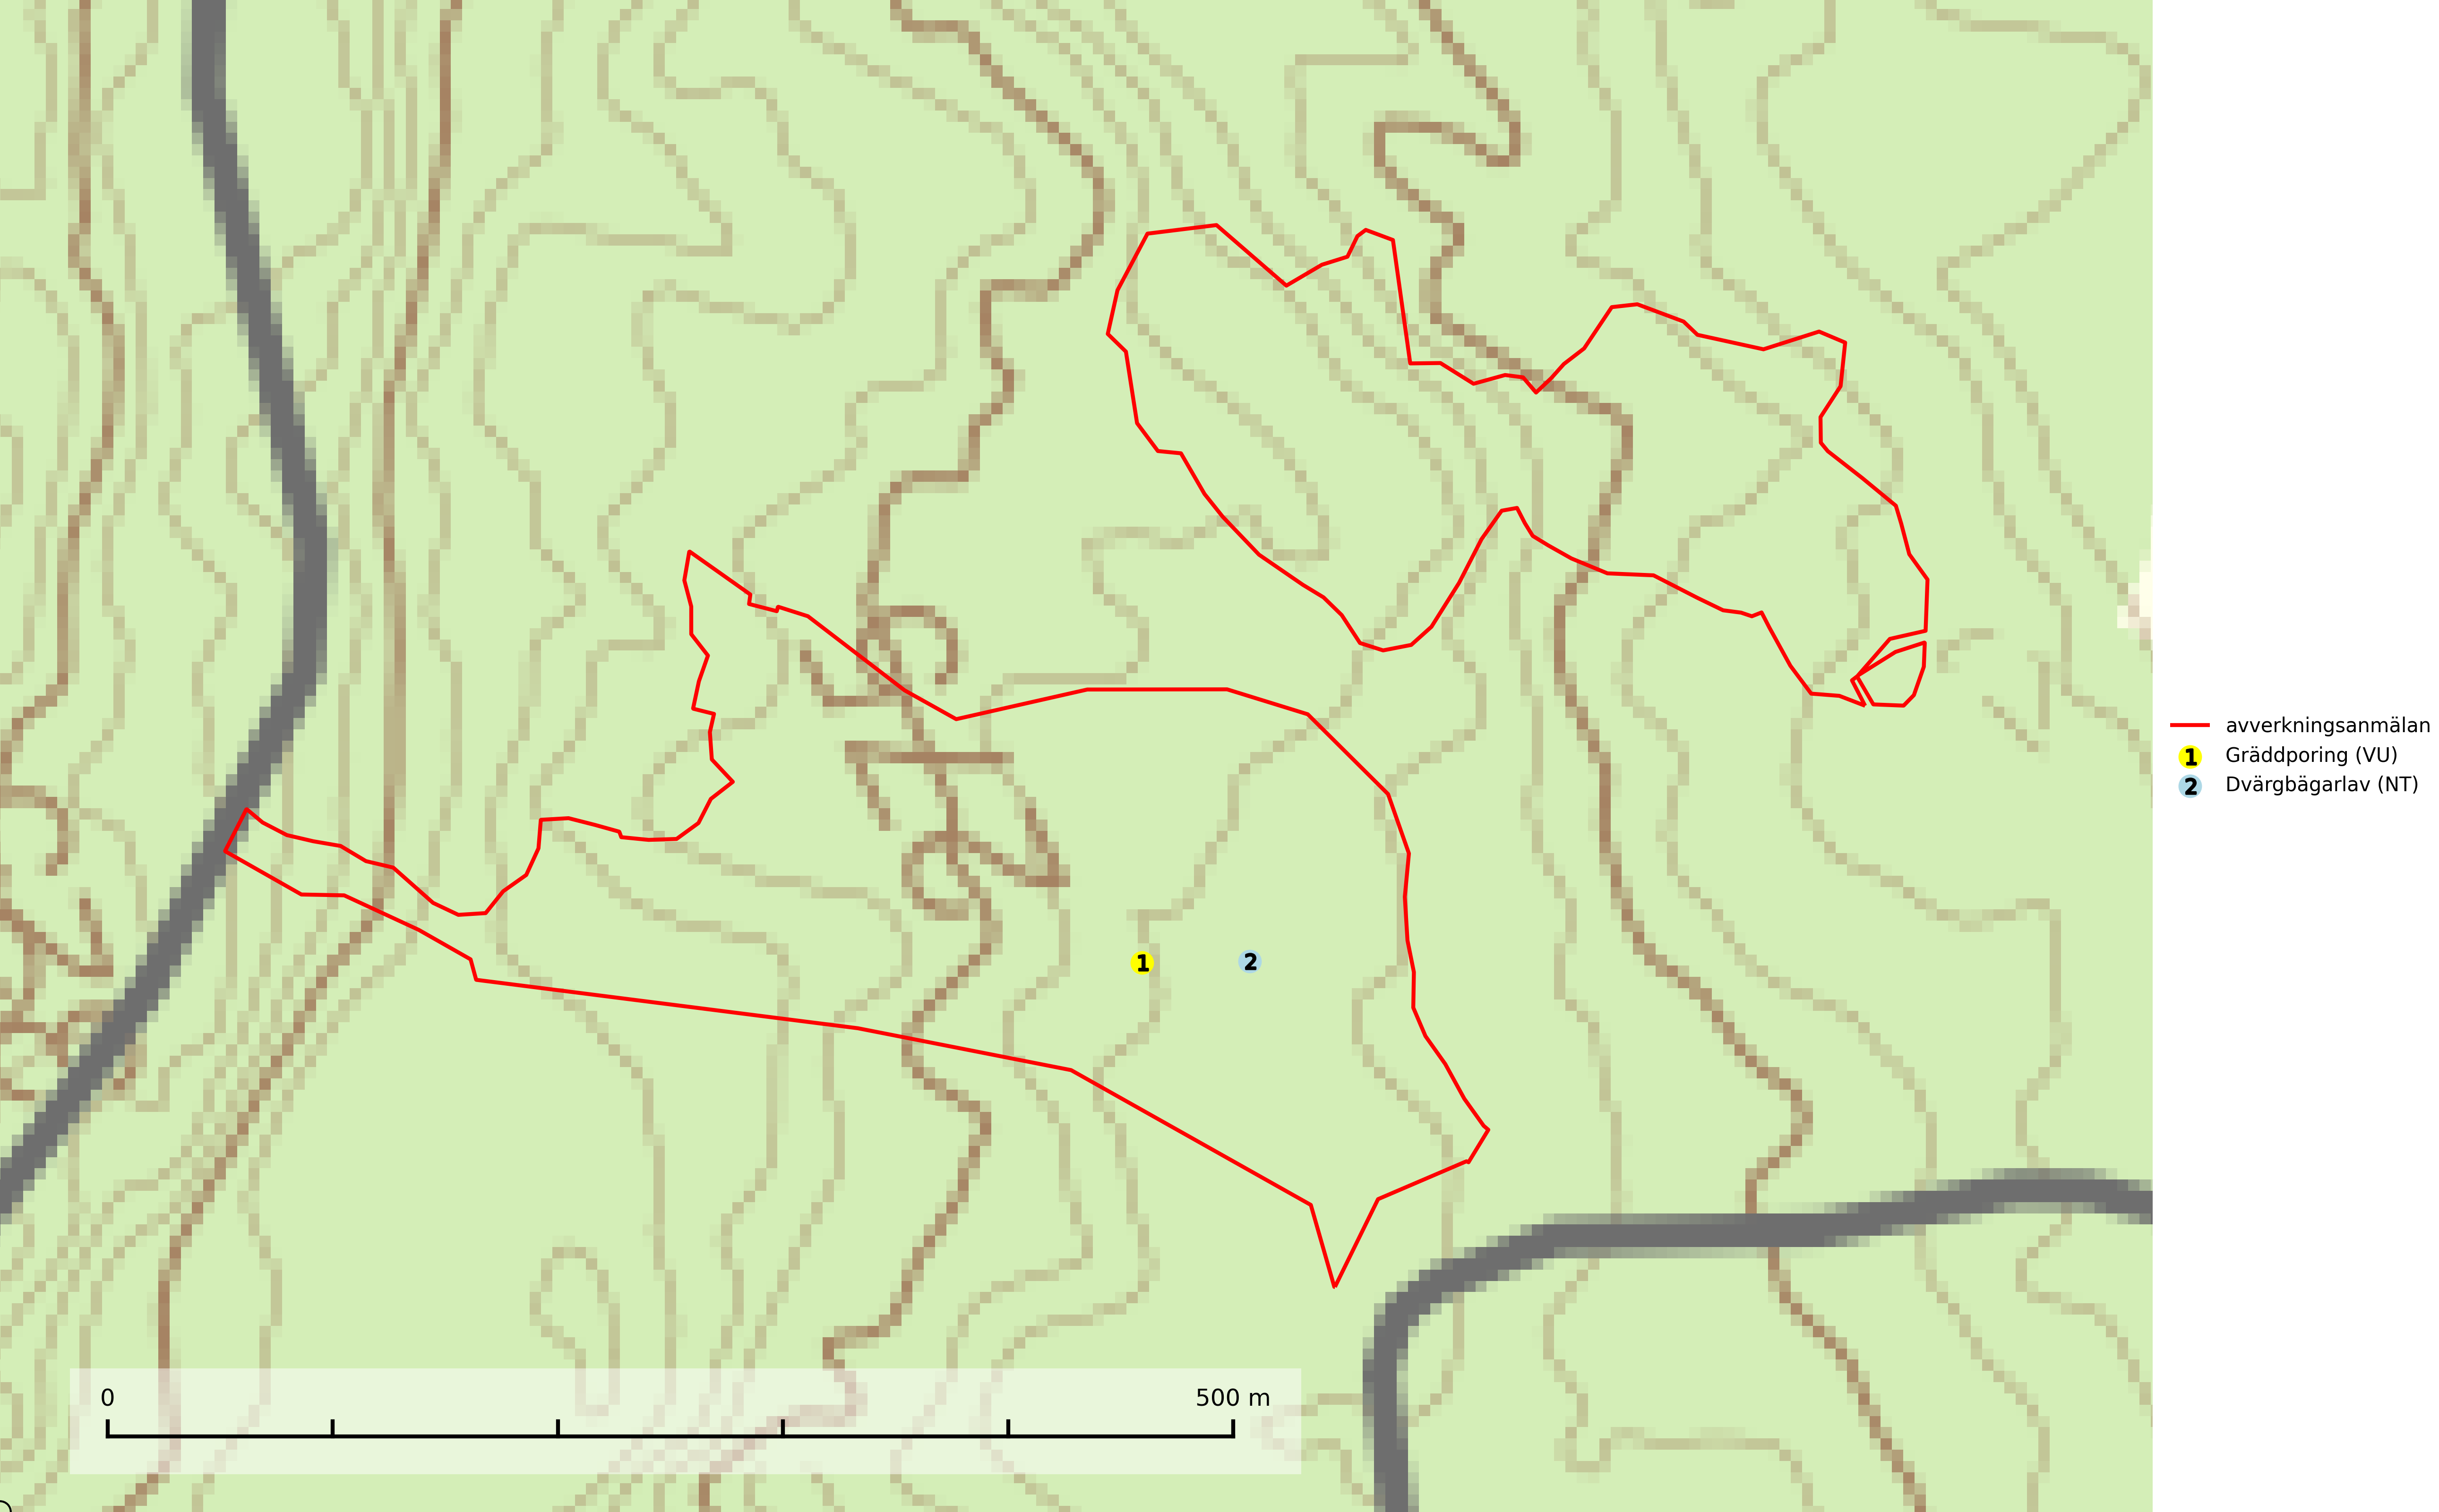 1
2
avverkningsanmälan
1 Gräddporing (VU)
2 Dvärgbägarlav (NT)
0 500 m